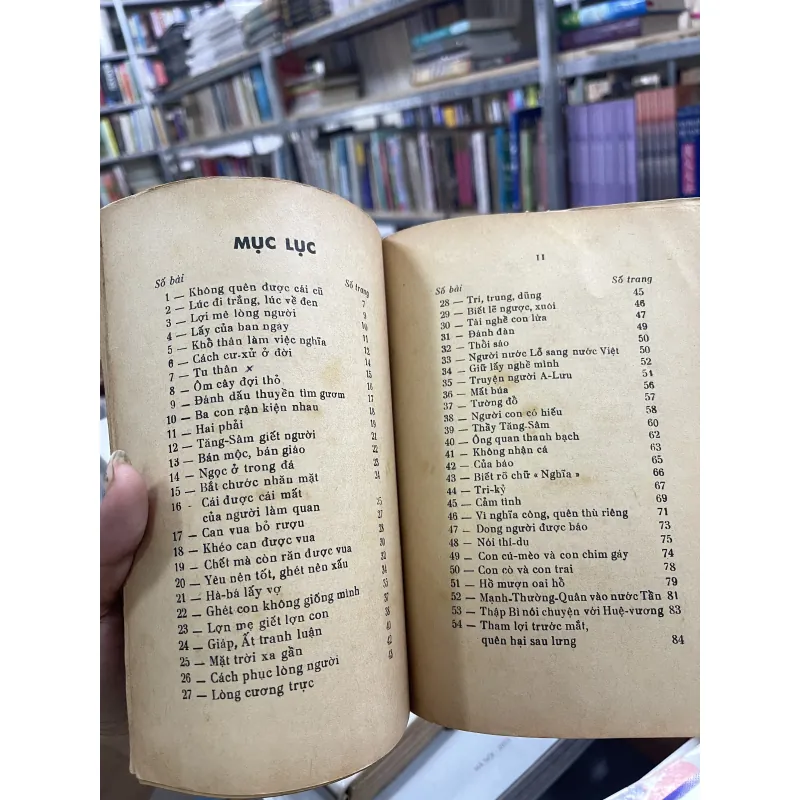 MỤC LỤC
Số bài Số trang
1 — Không quên được cái cũ 7
2 — Lúc đi trắng, lúc về đen 9
3 — Lợi mê lòng người
4 — Lấy của ban ngày
5 — Khổ thân làm việc nghĩa
6 — Cách cư-xử ở đời
7 — Tu thân x
8 — Ôm cây đợi thỏ
9 — Đánh dấu thuyền tìm gươm
10 — Ba con rận kiện nhau
11 — Hai phải
12 — Tăng-Sâm giết người
13 — Bán mộc, bán giáo
14 — Ngọc ở trong đá
15 — Bắt chước nhău mặt
16 - Cái được cái mất
của người làm quan 25
17 — Can vua bỏ rượu 27
18 — Khéo can được vua
19 — Chết mà còn răn được vua
20 — Yêu nên tốt, ghét nên xấu
21 — Hà-bá lấy vợ
22 — Ghét con không giống mình
23 — Lợn mẹ giết lợn con
24 — Giáp, Ất tranh luận
25 — Mặt trời xa gần
26 — Cách phục lòng người
27 — Lòng cương trực
11
Số bài Số trang
28 — Trí, trung, dũng 45
29 — Biết lẽ ngược, xuôi 46
30 — Tài nghề con lừa 47
31 — Đánh đàn 49
32 — Thổi sáo 50
33 — Người nước Lỗ sang nước Việt 50
34 — Giữ lấy nghề mình 52
35 — Truyện người A-Lưu 54
36 — Mất búa 56
37 — Tường đổ 57
38 — Người con có hiếu 58
39 — Thầy Tăng-Sâm 60
40 — Ông quan thanh bạch 62
41 — Không nhận cá 63
42 — Của báo 65
43 — Biết rõ chữ « Nghĩa » 66
44 — Tri-kỷ 67
45 — Cảm tình 69
46 — Vì nghĩa công, quên thù riêng 71
47 — Dong người được báo 73
48 — Nói thí-dụ 75
49 — Con cú-mèo và con chim gáy 74
50 — Con cò và con trai 78
51 — Hồ mượn oai hổ 79
52 — Mạnh-Thường-Quân vào nước Tần 81
53 — Thập Bì nói chuyện với Huệ-vương 83
54 — Tham lợi trước mắt,
quên hại sau lưng 84